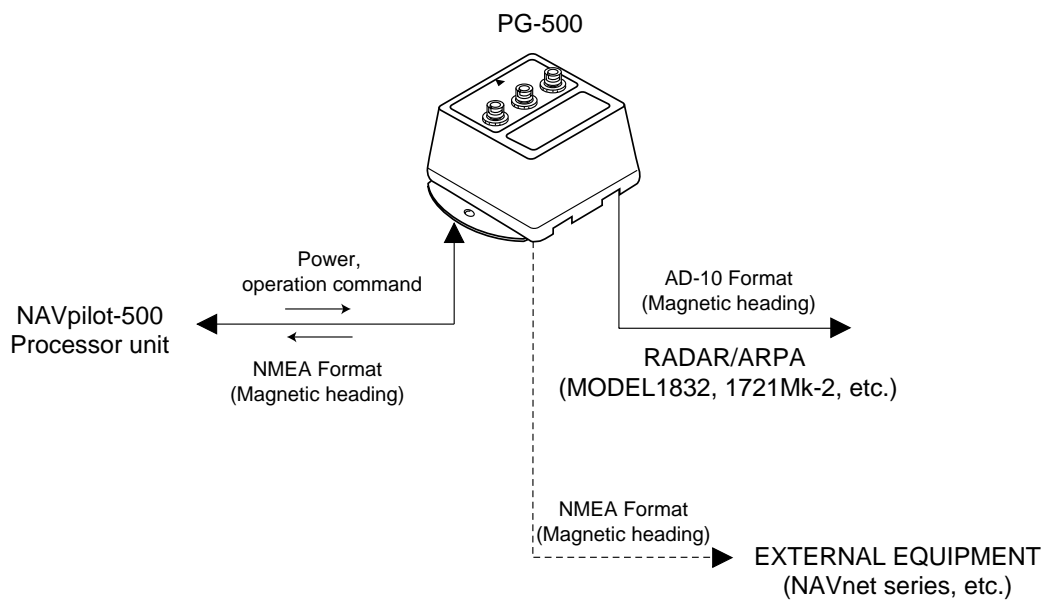 PG-500
Power,
operation command
NAVpilot-500
Processor unit
NMEA Format
(Magnetic heading)
AD-10 Format
(Magnetic heading)
RADAR/ARPA
(MODEL1832, 1721Mk-2, etc.)
NMEA Format
(Magnetic heading)
EXTERNAL EQUIPMENT
(NAVnet series, etc.)